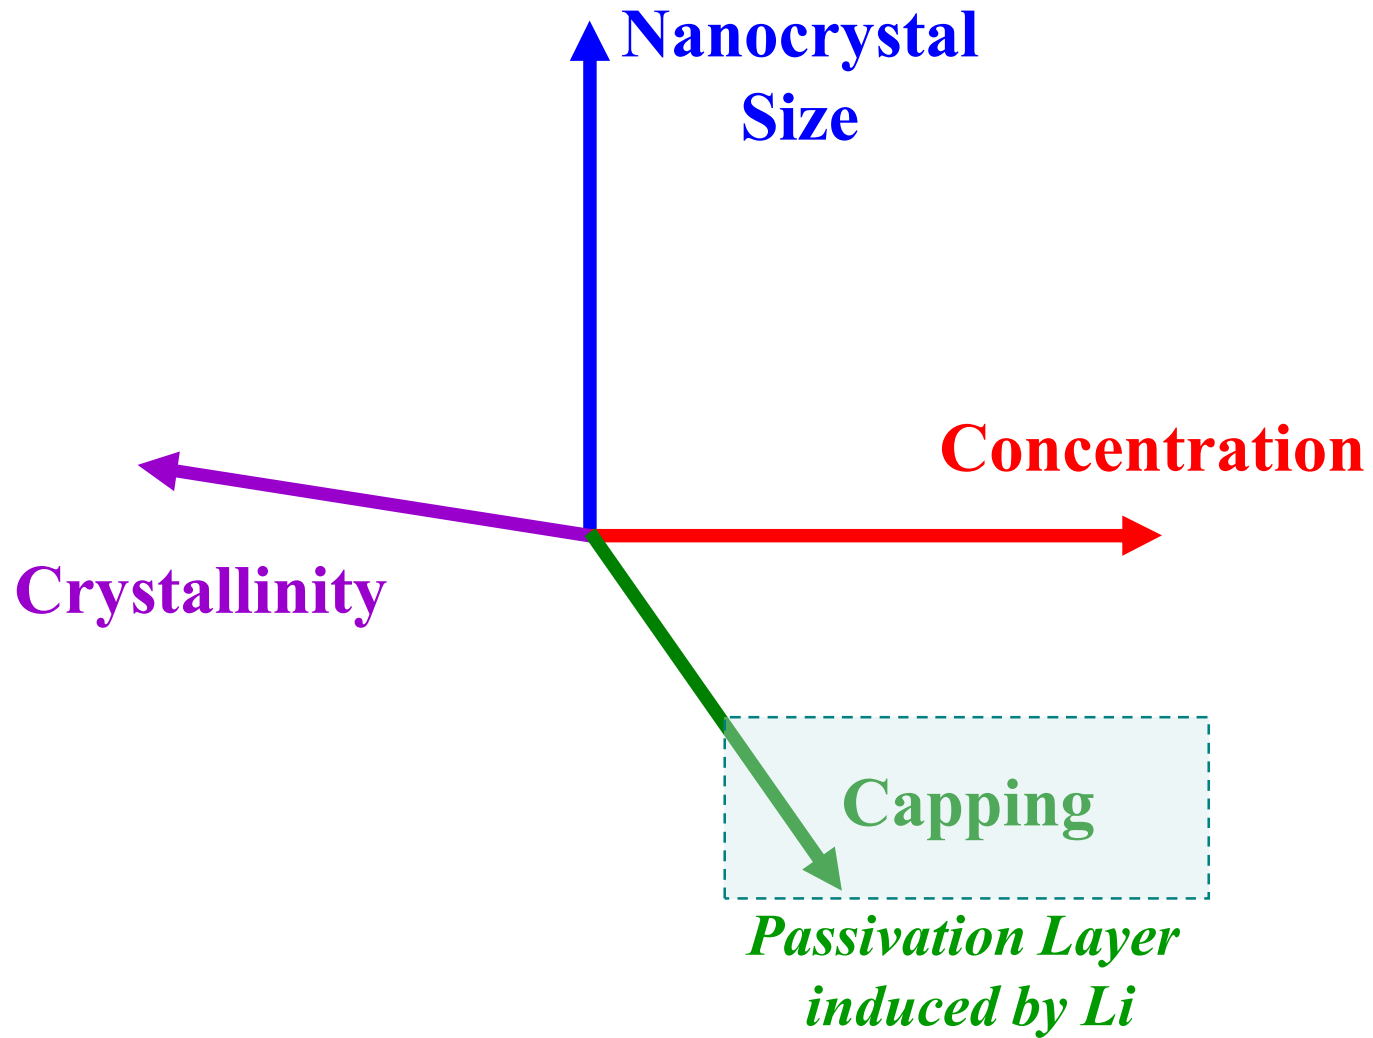 Nanocrystal
Size
Concentration
Crystallinity
Capping
Passivation Layer
induced by Li